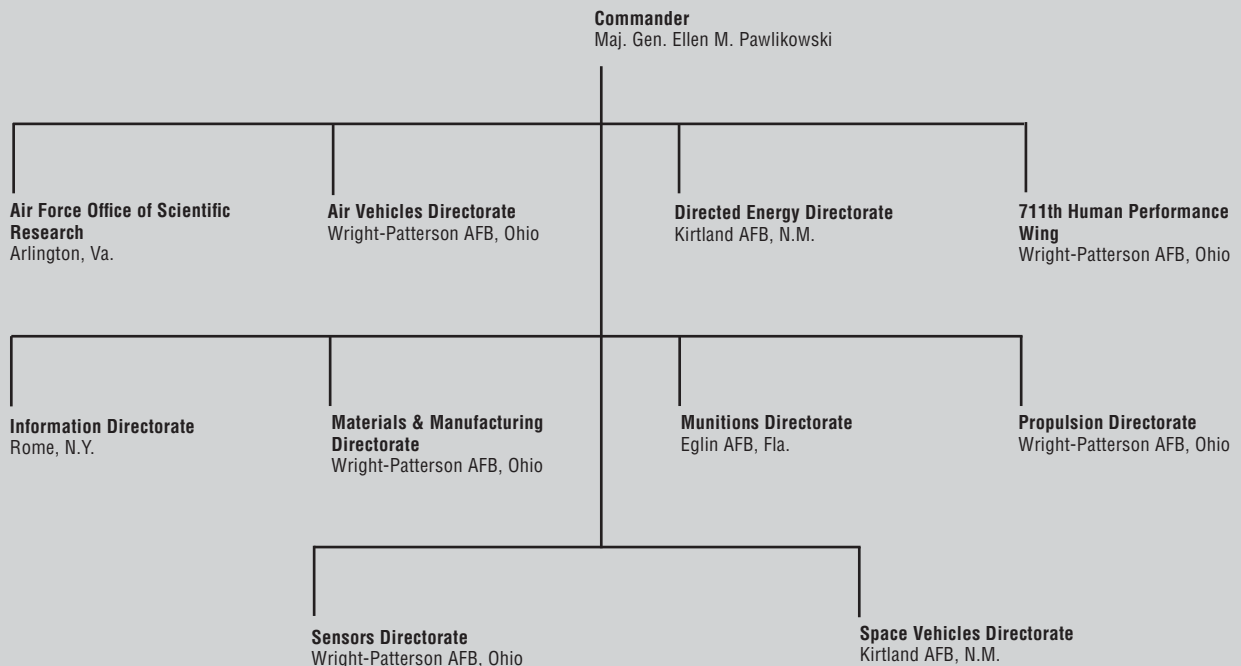 Commander
Maj. Gen. Ellen M. Pawlikowski
Air Force Office of Scientific
Research
Arlington, Va.
Air Vehicles Directorate
Wright-Patterson AFB, Ohio
Directed Energy Directorate
Kirtland AFB, N.M.
711th Human Performance
Wing
Wright-Patterson AFB, Ohio
Information Directorate
Rome, N.Y.
Materials & Manufacturing
Directorate
Wright-Patterson AFB, Ohio
Munitions Directorate
Eglin AFB, Fla.
Propulsion Directorate
Wright-Patterson AFB, Ohio
Sensors Directorate
Wright-Patterson AFB, Ohio
Space Vehicles Directorate
Kirtland AFB, N.M.